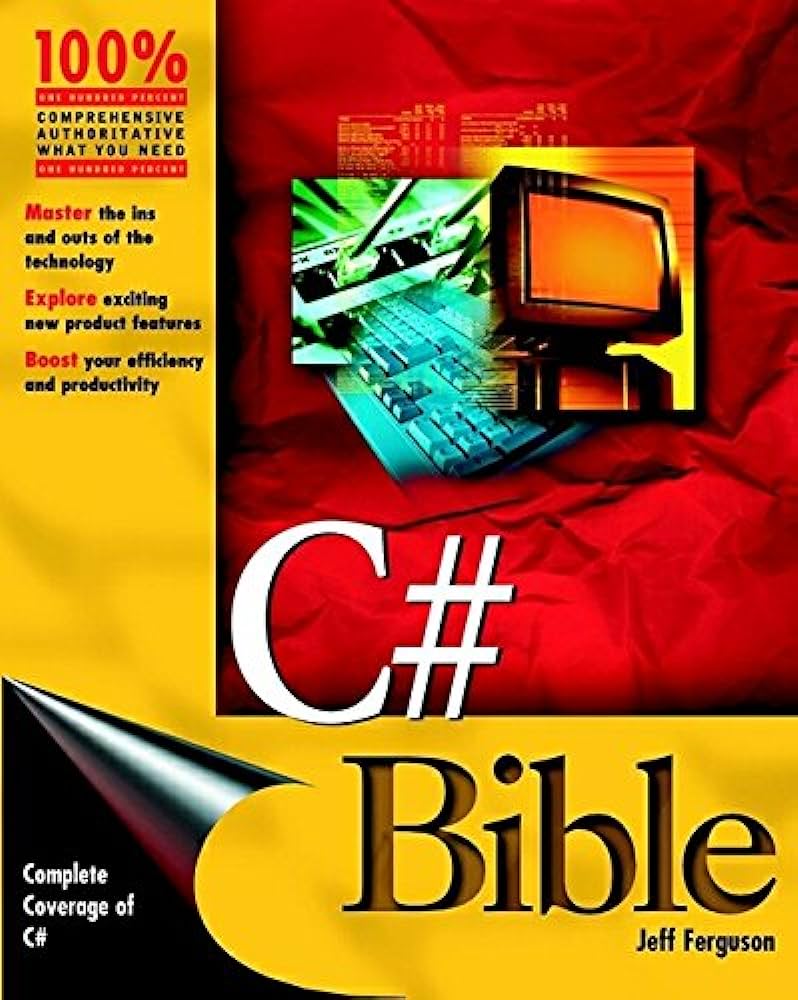 100%
ONE HUNDRED PERCENT
COMPREHENSIVE
AUTHORITATIVE
WHAT YOU NEED
ONE HUNDRED PERCENT
Master the ins
and outs of the
technology
Explore exciting
new product features
Boost your efficiency
and productivity
C#
Bible
Complete
Coverage of
C#
Jeff Ferguson